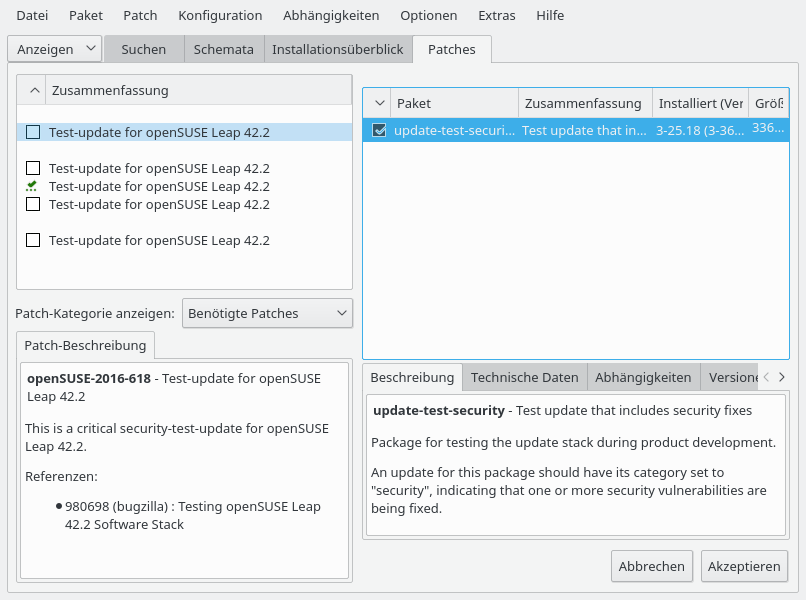 Datei Paket Patch Konfiguration Abhängigkeiten Optionen Extras Hilfe
Anzeigen Suchen Schemata Installationsüberblick Patches
Zusammenfassung
Test-update for openSUSE Leap 42.2
Test-update for openSUSE Leap 42.2
Test-update for openSUSE Leap 42.2
Test-update for openSUSE Leap 42.2
Test-update for openSUSE Leap 42.2
Patch-Kategorie anzeigen: Benötigte Patches
Patch-Beschreibung
openSUSE-2016-618 - Test-update for openSUSE
Leap 42.2
This is a critical security-test-update for openSUSE
Leap 42.2.
Referenzen:
980698 (bugzilla) : Testing openSUSE Leap
42.2 Software Stack
Paket Zusammenfassung Installiert (Ver Größ
update-test-securi... Test update that in... 3-25.18 (3-36... 336...
Beschreibung Technische Daten Abhängigkeiten Versione
update-test-security - Test update that includes security fixes
Package for testing the update stack during product development.
An update for this package should have its category set to
"security", indicating that one or more security vulnerabilities are
being fixed.
Abbrechen Akzeptieren